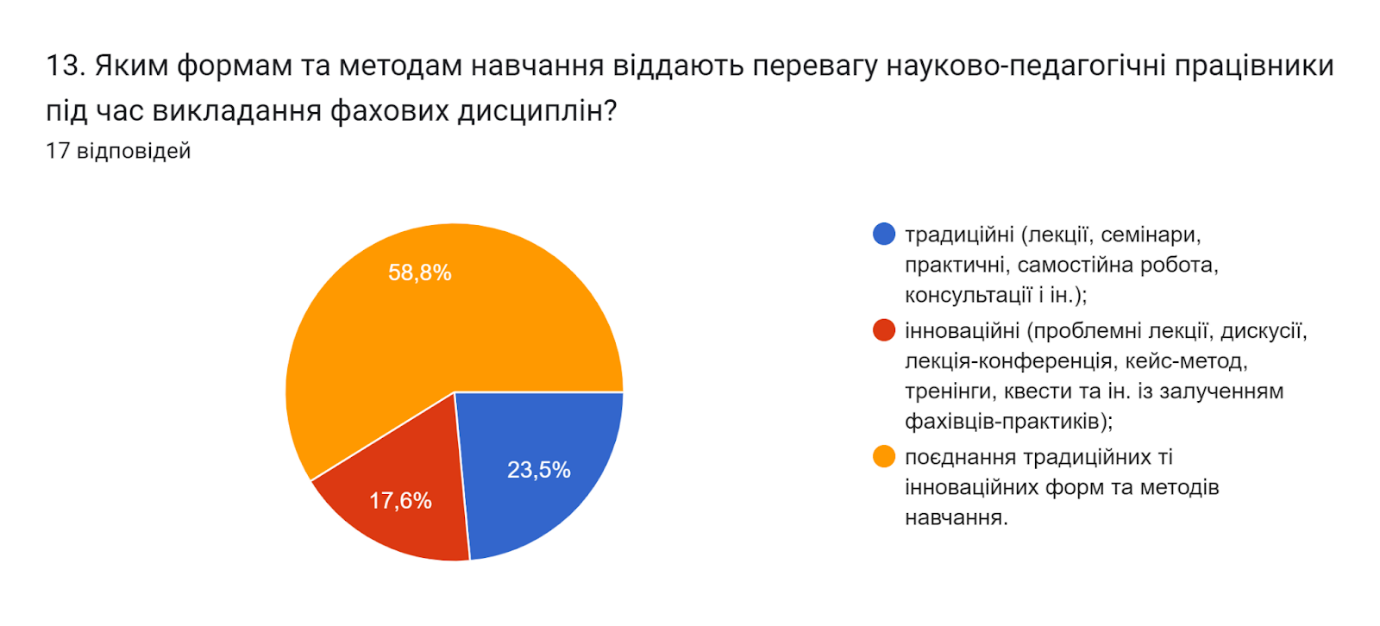 13. Яким формам та методам навчання віддають перевагу науково-педагогічні працівники
під час викладання фахових дисциплін?
17 відповідей
58,8%
23,5%
17,6%
традиційні (лекції, семінари,
практичні, самостійна робота,
консультації і ін.);
інноваційні (проблемні лекції, дискусії,
лекція-конференція, кейс-метод,
тренінги, квести та ін. із залученням
фахівців-практиків);
поєднання традиційних ті
інноваційних форм та методів
навчання.